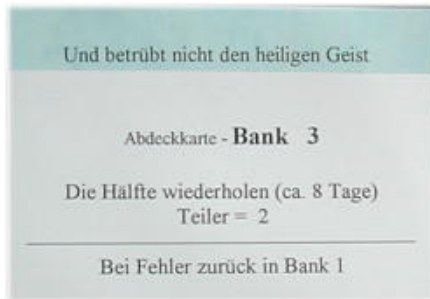 Und betrübt nicht den heiligen Geist
Abdeckkarte - Bank 3
Die Hälfte wiederholen (ca. 8 Tage)
Teiler = 2
Bei Fehler zurück in Bank 1